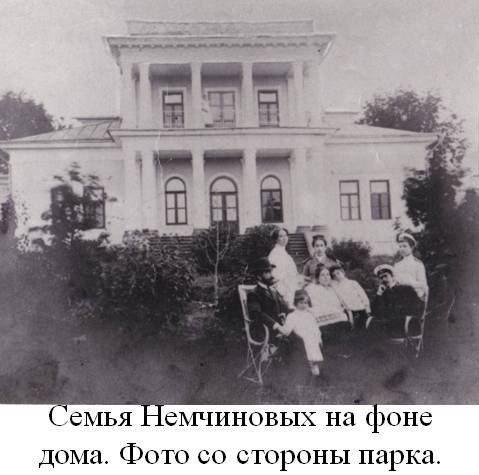 Семья Немчиновых на фоне
дома. Фото со стороны парка.